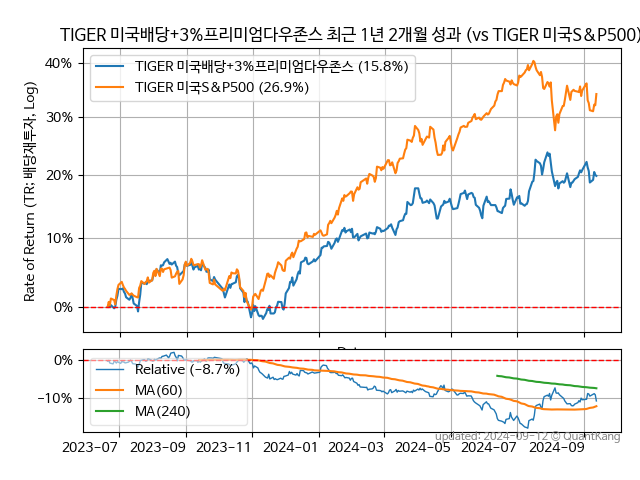 TIGER 미국배당+3%프리미엄다우존스 최근 1년 2개월 성과 (vs TIGER 미국S&P500)
Rate of Return (TR: 배당재투자, Log)
40%
30%
20%
10%
0%
TIGER 미국배당+3%프리미엄다우존스 (15.8%)
TIGER 미국S&P500 (26.9%)
0%
−10%
Relative (−8.7%)
MA(60)
MA(240)
2023-07 2023-09 2023-11 2024-01 2024-03 2024-05 2024-07 2024-09
updated: 2024-09-12 © QuantKang